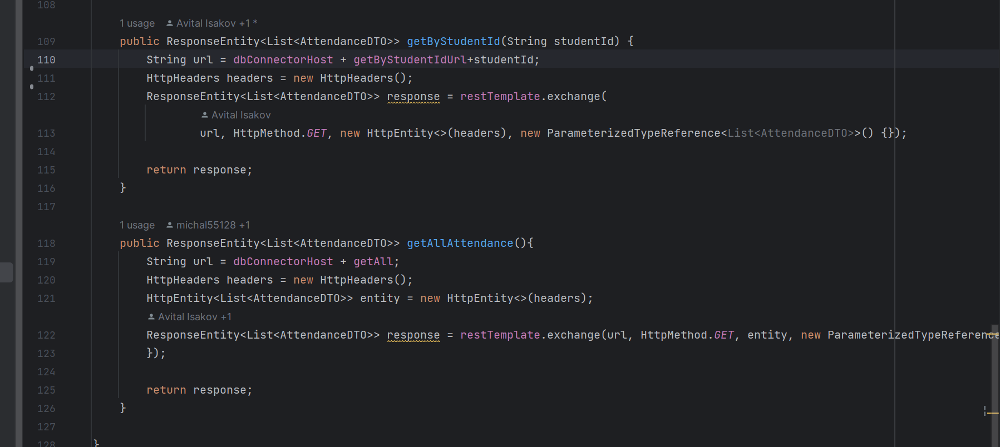 108
1 usage Avital Isakov +1 *
109 public ResponseEntity<List<AttendanceDTO>> getByStudentId(String studentId) {
110 String url = dbConnectorHost + getByStudentIdUrl+studentId;
111 HttpHeaders headers = new HttpHeaders();
112 ResponseEntity<List<AttendanceDTO>> response = restTemplate.exchange(
Avital Isakov
113 url, HttpMethod.GET, new HttpEntity<>(headers), new ParameterizedTypeReference<List<AttendanceDTO>>() {});
114
115 return response;
116 }
117
1 usage michal55128 +1
118 public ResponseEntity<List<AttendanceDTO>> getAllAttendance(){
119 String url = dbConnectorHost + getAll;
120 HttpHeaders headers = new HttpHeaders();
121 HttpEntity<List<AttendanceDTO>> entity = new HttpEntity<>(headers);
Avital Isakov +1
122 ResponseEntity<List<AttendanceDTO>> response = restTemplate.exchange(url, HttpMethod.GET, entity, new ParameterizedTypeReference
123 });
124
125 return response;
126 }
127
128 }